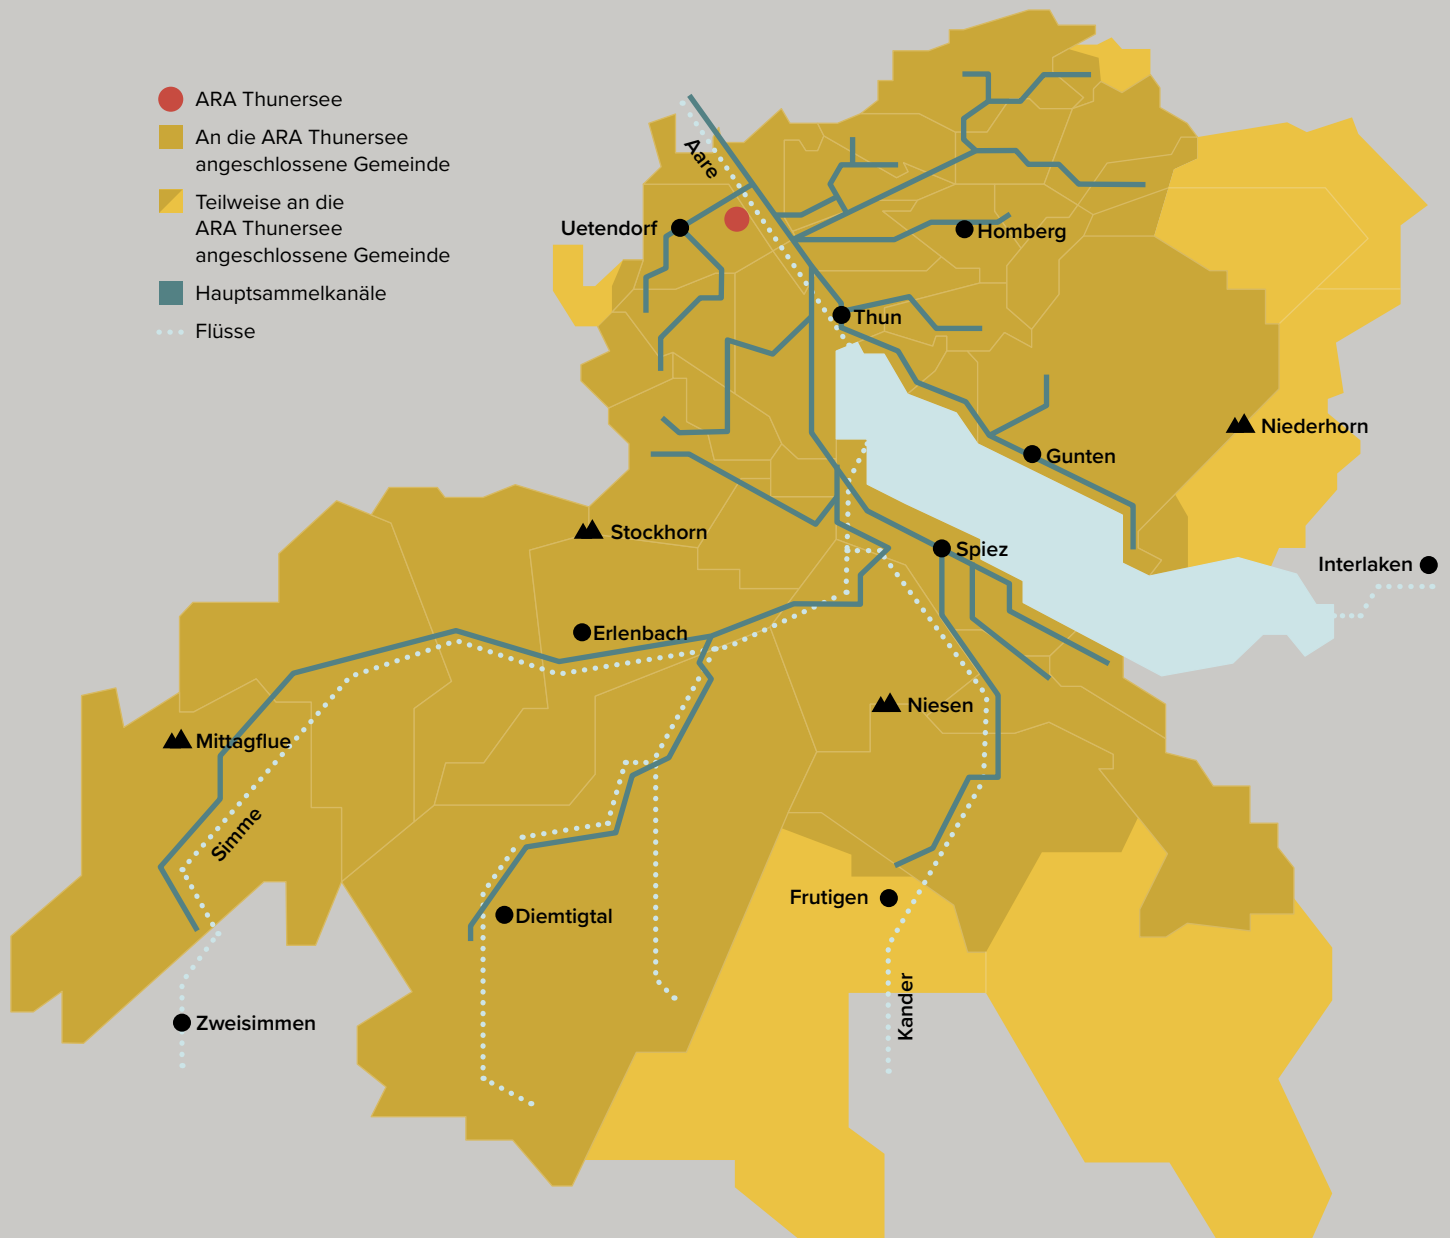 ARA Thunersee
An die ARA Thunersee
angeschlossene Gemeinde
Teilweise an die
ARA Thunersee
angeschlossene Gemeinde
Hauptsammelkanäle
Flüsse
Aare
Uetendorf
Homberg
Thun
Niederhorn
Gunten
Stockhorn
Spiez
Interlaken
Erlenbach
Niesen
Mittagflue
Simme
Frutigen
Diemtigtal
Kander
Zweisimmen